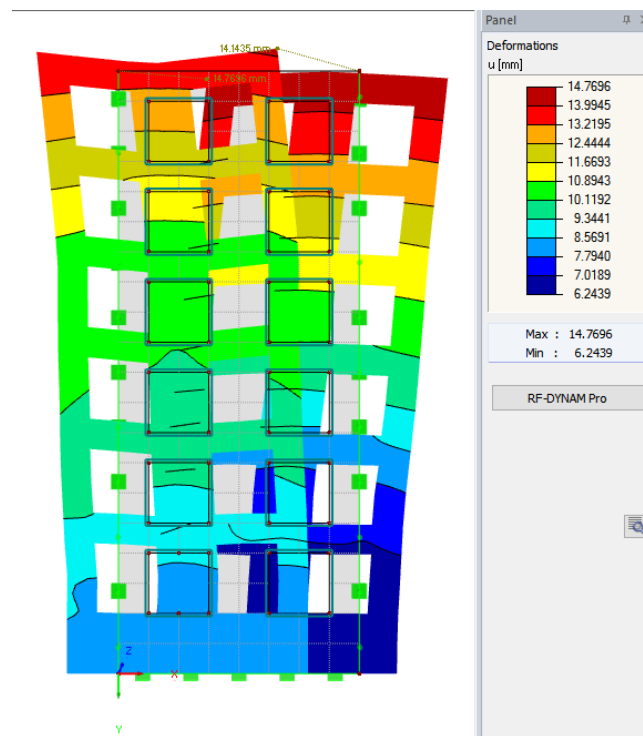 Panel
Deformations
u [mm]
14.7696
13.9945
13.2195
12.4444
11.6693
10.8943
10.1192
9.3441
8.5691
7.7940
7.0189
6.2439
Max : 14.7696
Min : 6.2439
RF-DYNAM Pro
14.1435 mm
14.7696 mm
Z
X
Y